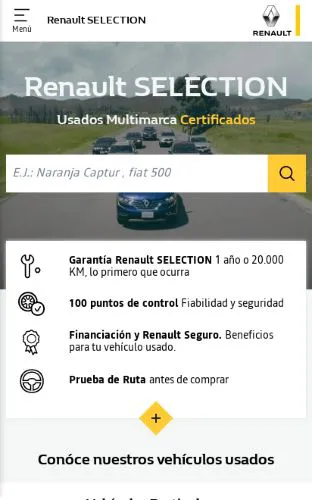 Menú
Renault SELECTION
RENAULT
Renault SELECTION
Usados Multimarca Certificados
E.J.: Naranja Captur , fiat 500
Garantía Renault SELECTION 1 año o 20.000
KM, lo primero que ocurra
100 puntos de control Fiabilidad y seguridad
Financiación y Renault Seguro. Beneficios
para tu vehículo usado.
Prueba de Ruta antes de comprar
Conóce nuestros vehículos usados